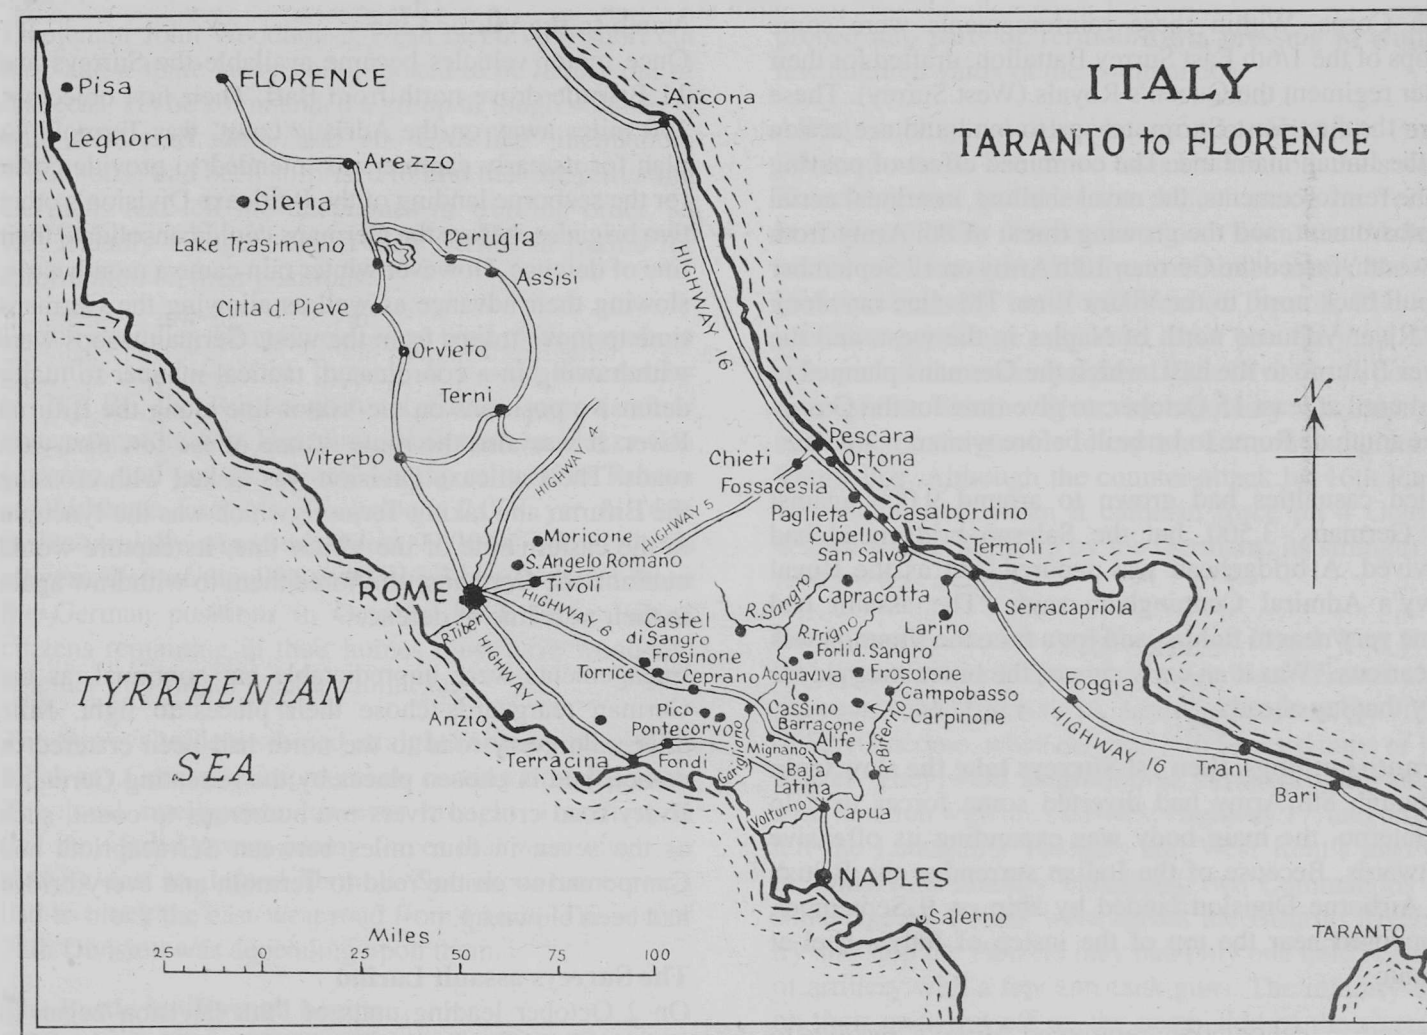 ITALY
TARANTO to FLORENCE
Pisa
FLORENCE
Ancona
Leghorn
Arezzo
Siena
Lake Trasimeno
Perugia
Assisi
Citta d. Pieve
Orvieto
Terni
Viterbo
HIGHWAY 16
HIGHWAY 4
HIGHWAY 5
Pescara
Chieti
Ortona
Fossacesia
Paglieta
Casalbordino
Cupello
San Salvo
Termoli
Moricone
S. Angelo Romano
Tivoli
ROME
R. Tiber
HIGHWAY 6
HIGHWAY 7
R. Sangro
Capracotta
Serracapriola
R. Trigno
Larino
Castel
di Sangro
Forli d. Sangro
Frosinone
Acquaviva
Frosolone
Torrice
Ceprano
Campobasso
Foggia
TYRRHENIAN
SEA
Anzio
Pico
Cassino
Carpinone
Pontecorvo
Barracone
Garigliano
Mignano
Alife
R. Biferno
HIGHWAY 16
Terracina
Fondi
Baja
Latina
Trani
Volturno
Capua
Bari
NAPLES
Salerno
TARANTO
Miles
25 0 25 50 75 100